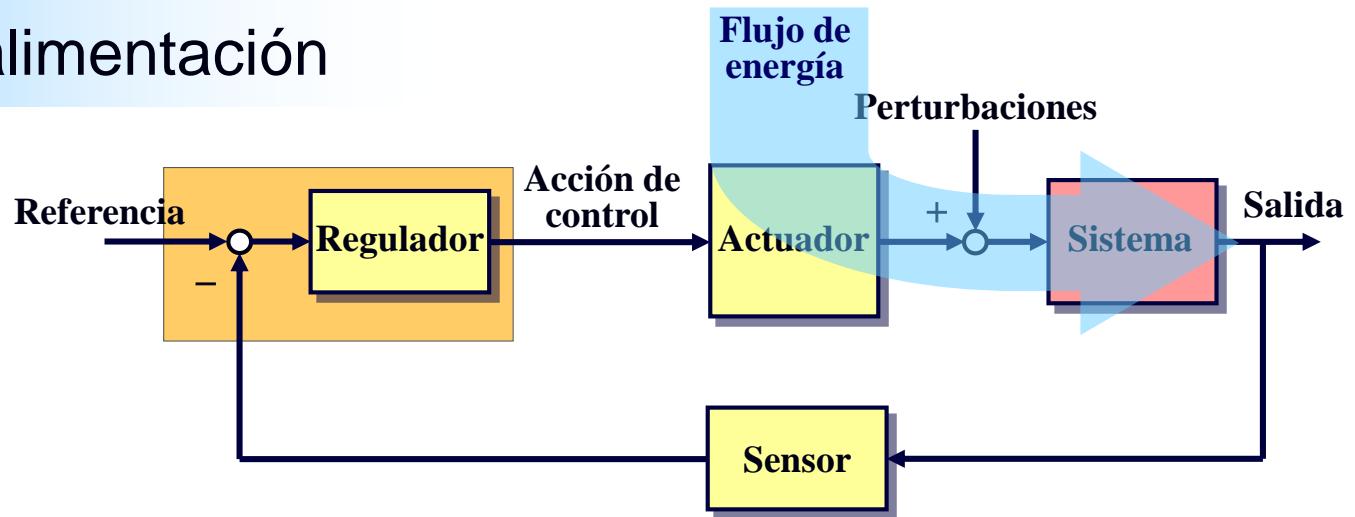 alimentación
Flujo de
energía
Perturbaciones
Referencia
Regulador
Acción de
control
Actuador
+
Sistema
Salida
−
Sensor